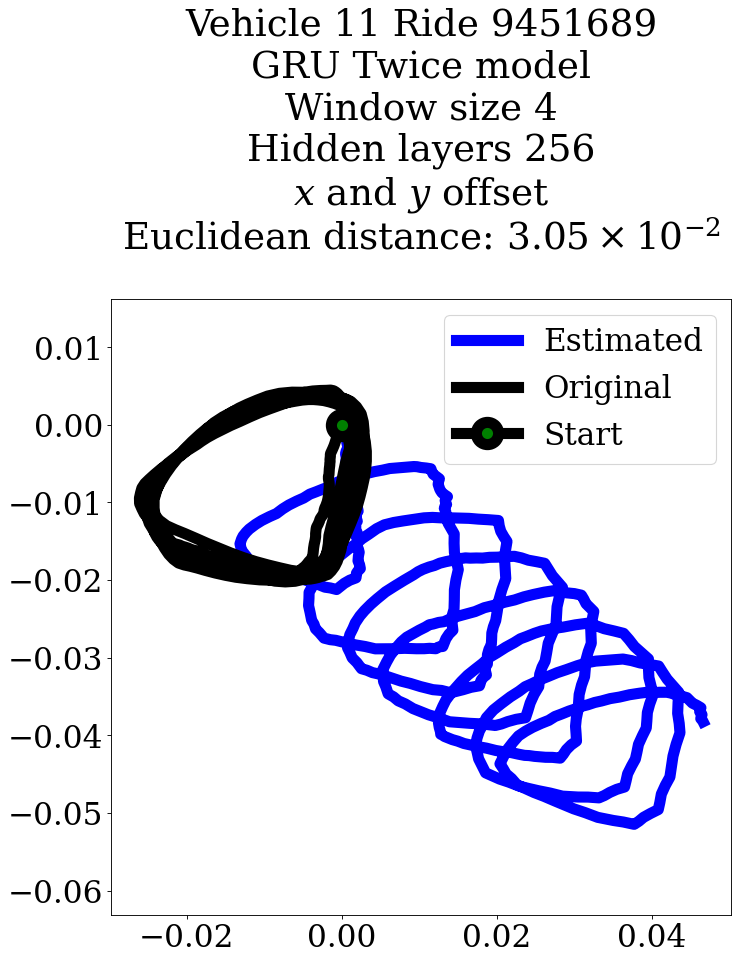 Vehicle 11 Ride 9451689
GRU Twice model
Window size 4
Hidden layers 256
x and y offset
Euclidean distance: 3.05 × 10⁻²
Estimated
Original
Start
0.01
0.00
−0.01
−0.02
−0.03
−0.04
−0.05
−0.06
−0.02 0.00 0.02 0.04